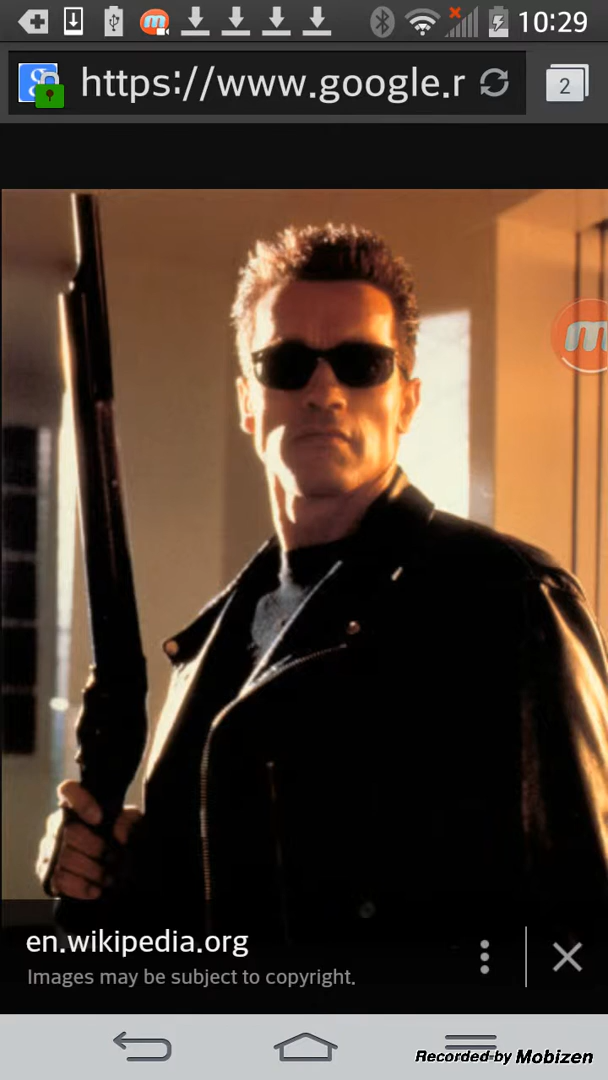 10:29
https://www.google.r
2
m
en.wikipedia.org
Images may be subject to copyright.
Recorded by Mobizen